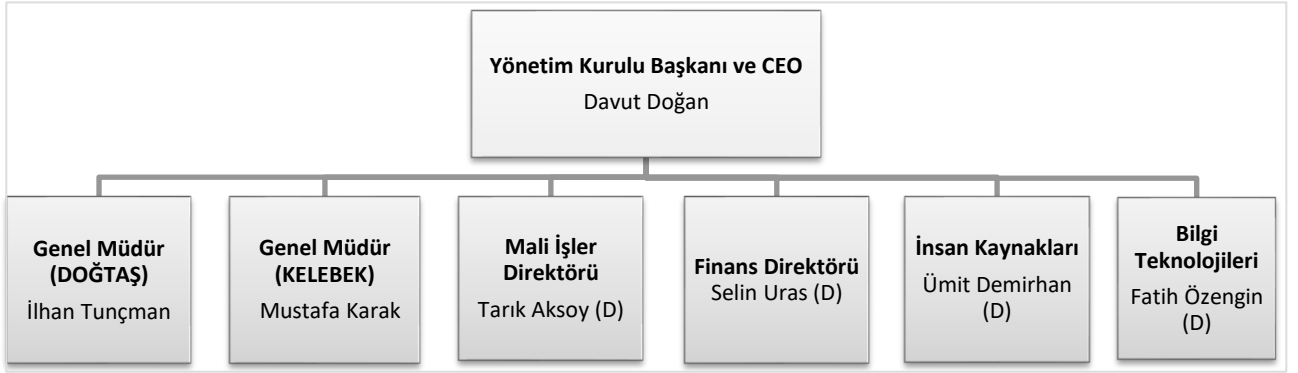 Yönetim Kurulu Başkanı ve CEO
Davut Doğan
Genel Müdür
(DOĞTAŞ)
İlhan Tunçman
Genel Müdür
(KELEBEK)
Mustafa Karak
Mali İşler
Direktörü
Tarık Aksoy (D)
Finans Direktörü
Selin Uras (D)
İnsan Kaynakları
Ümit Demirhan
(D)
Bilgi
Teknolojileri
Fatih Özengin
(D)